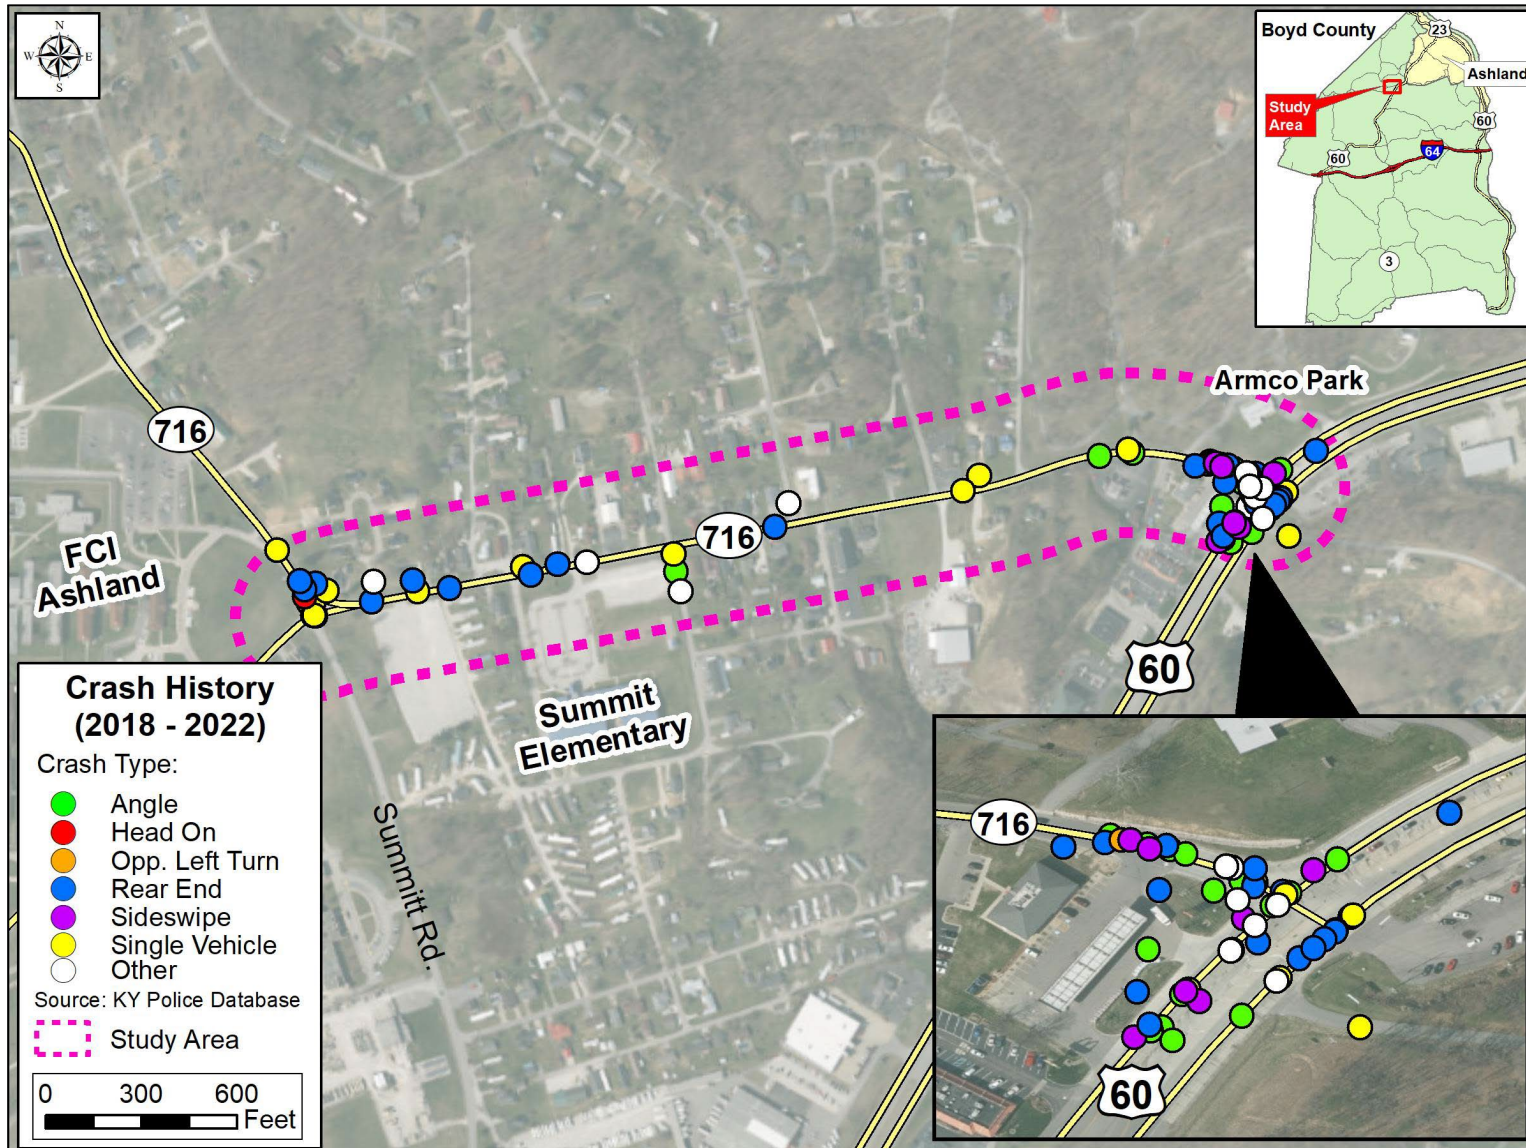 N
W E
S
Boyd County
23
Ashland
Study
Area
60
60
64
3
Armco Park
716
FCI
Ashland
716
60
Summit
Elementary
Summitt Rd.
Crash History
(2018 - 2022)
Crash Type:
Angle
Head On
Opp. Left Turn
Rear End
Sideswipe
Single Vehicle
Other
Source: KY Police Database
Study Area
0 300 600
Feet
716
60